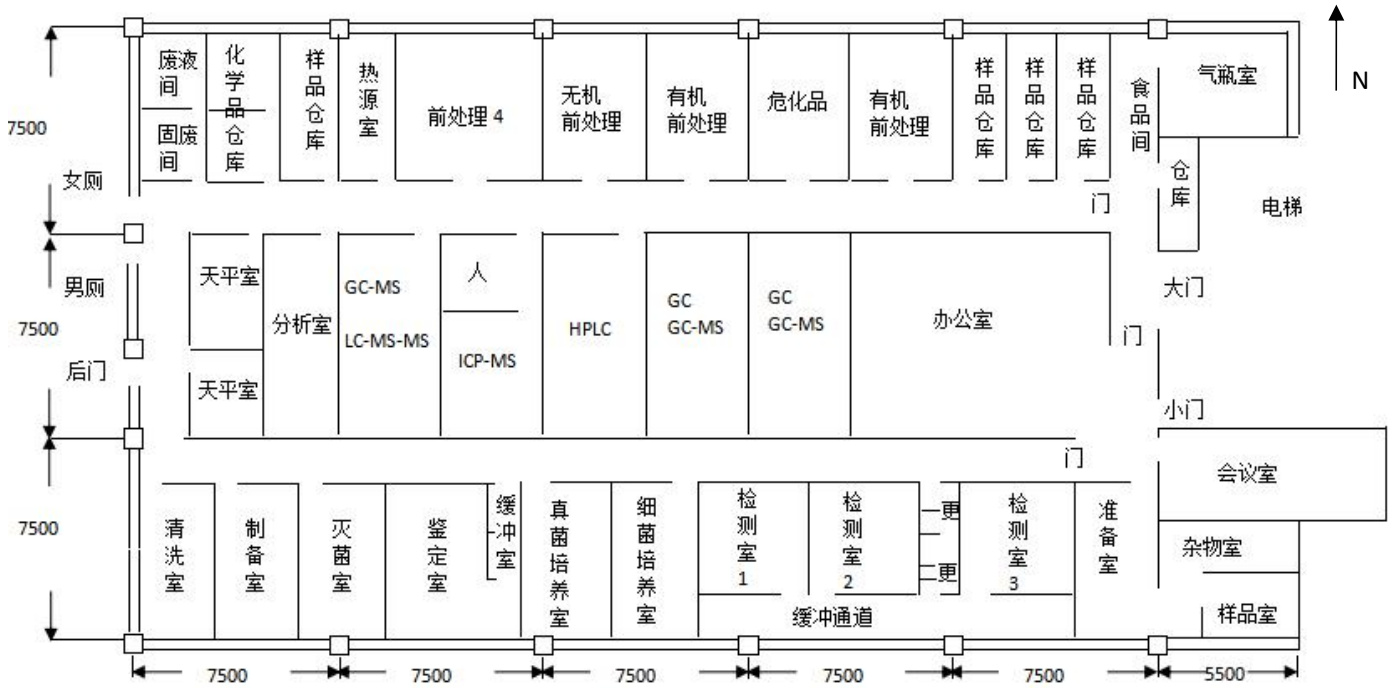 废液间
化学品仓库
样品仓库
热源室
前处理 4
无机
前处理
有机
前处理
危化品
有机
前处理
样品仓库
样品仓库
样品仓库
食品间
气瓶室
N
7500
固废间
女厕
仓库
门
电梯
男厕
天平室
GC-MS
人
大门
7500
分析室
LC-MS-MS
HPLC
GC
GC-MS
GC
GC-MS
办公室
门
后门
天平室
ICP-MS
小门
门
会议室
7500
清洗室
制备室
灭菌室
鉴定室
缓冲室
真菌培养室
细菌培养室
检测室1
检测室2
更
更
检测室3
准备室
杂物室
缓冲通道
样品室
7500
7500
7500
7500
7500
5500